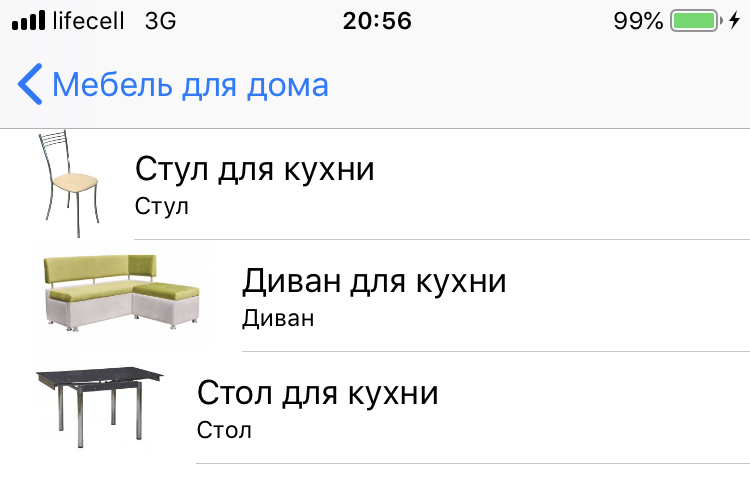 lifecell 3G 20:56 99%
Мебель для дома
Стул для кухни
Стул
Диван для кухни
Диван
Стол для кухни
Стол